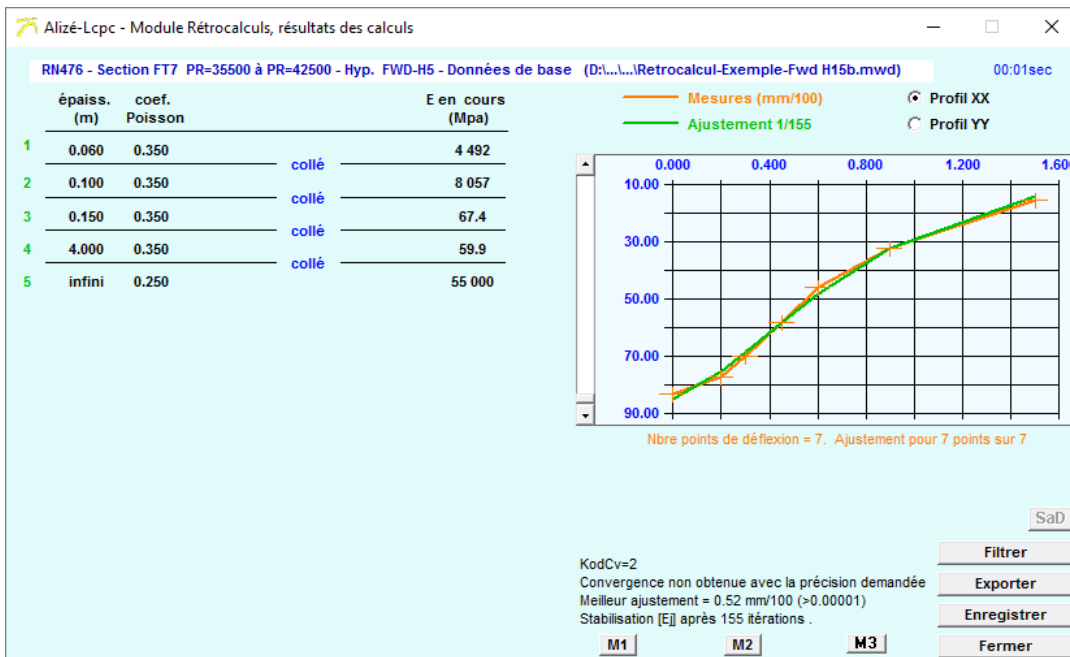 Alizé-Lcpc - Module Rétrocalculs, résultats des calculs
RN476 - Section FT7 PR=35500 à PR=42500 - Hyp. FWD-H5 - Données de base (D:\...\...\Retrocalcul-Exemple-Fwd H15b.mwd)
00:01sec
épaiss. coef. E en cours
(m) Poisson (Mpa)
1 0.060 0.350 4 492
collé
2 0.100 0.350 8 057
collé
3 0.150 0.350 67.4
collé
4 4.000 0.350 59.9
collé
5 infini 0.250 55 000
Mesures (mm/100)
Ajustement 1/155
Profil XX
Profil YY
0.000 0.400 0.800 1.200 1.600
10.00
30.00
50.00
70.00
90.00
Nbre points de déflexion = 7. Ajustement pour 7 points sur 7
SaD
KodCv=2
Convergence non obtenue avec la précision demandée
Meilleur ajustement = 0.52 mm/100 (>0.00001)
Stabilisation [Ej] après 155 itérations .
M1 M2 M3
Filtrer
Exporter
Enregistrer
Fermer